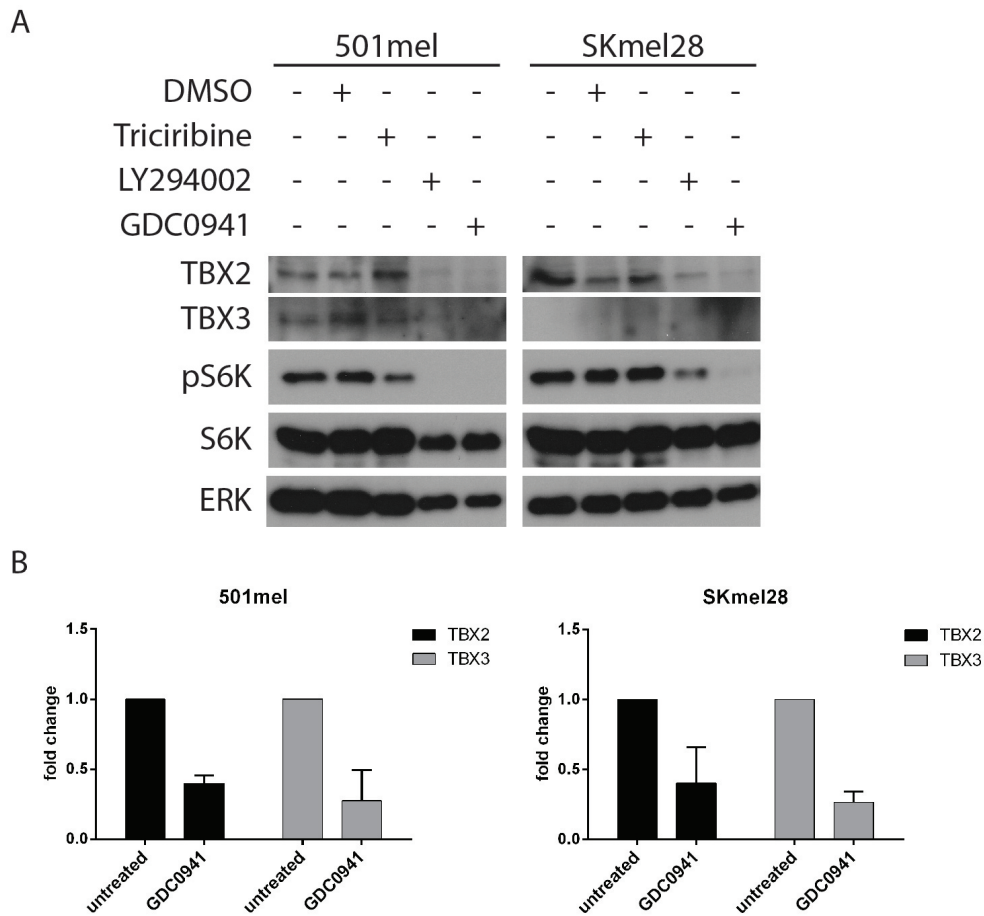 A
501mel SKmel28
DMSO - + - - - - + - - -
Triciribine - - + - - - - + - -
LY294002 - - - + - - - - + -
GDC0941 - - - - + - - - - +
TBX2
TBX3
pS6K
S6K
ERK
B
501mel
1.5
1.0
0.5
0.0
fold change
TBX2
TBX3
untreated
GDC0941
untreated
GDC0941
SKmel28
1.5
1.0
0.5
0.0
fold change
TBX2
TBX3
untreated
GDC0941
untreated
GDC0941